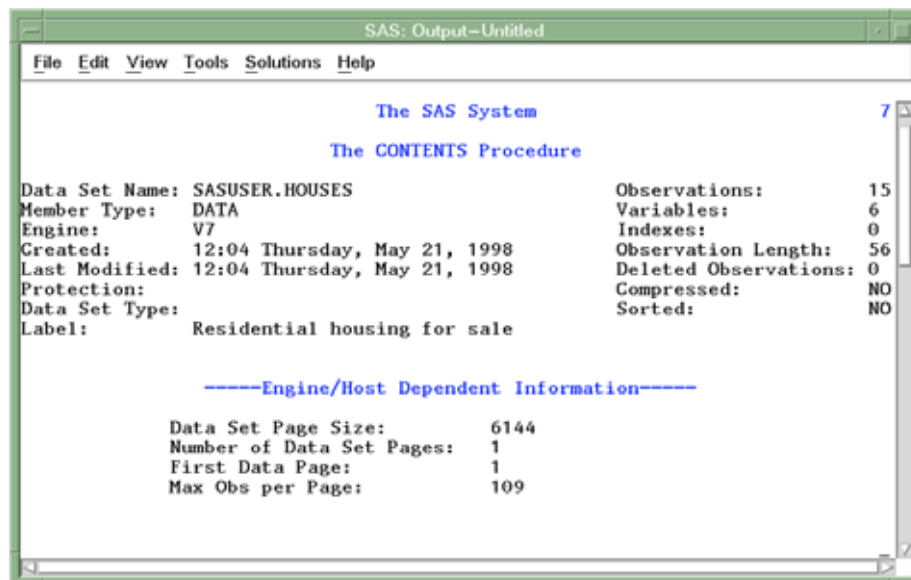 SAS: Output–Untitled
File Edit View Tools Solutions Help
The SAS System 7
The CONTENTS Procedure
Data Set Name: SASUSER.HOUSES Observations: 15
Member Type: DATA Variables: 6
Engine: V7 Indexes: 0
Created: 12:04 Thursday, May 21, 1998 Observation Length: 56
Last Modified: 12:04 Thursday, May 21, 1998 Deleted Observations: 0
Protection: Compressed: NO
Data Set Type: Sorted: NO
Label: Residential housing for sale
-----Engine/Host Dependent Information-----
Data Set Page Size: 6144
Number of Data Set Pages: 1
First Data Page: 1
Max Obs per Page: 109